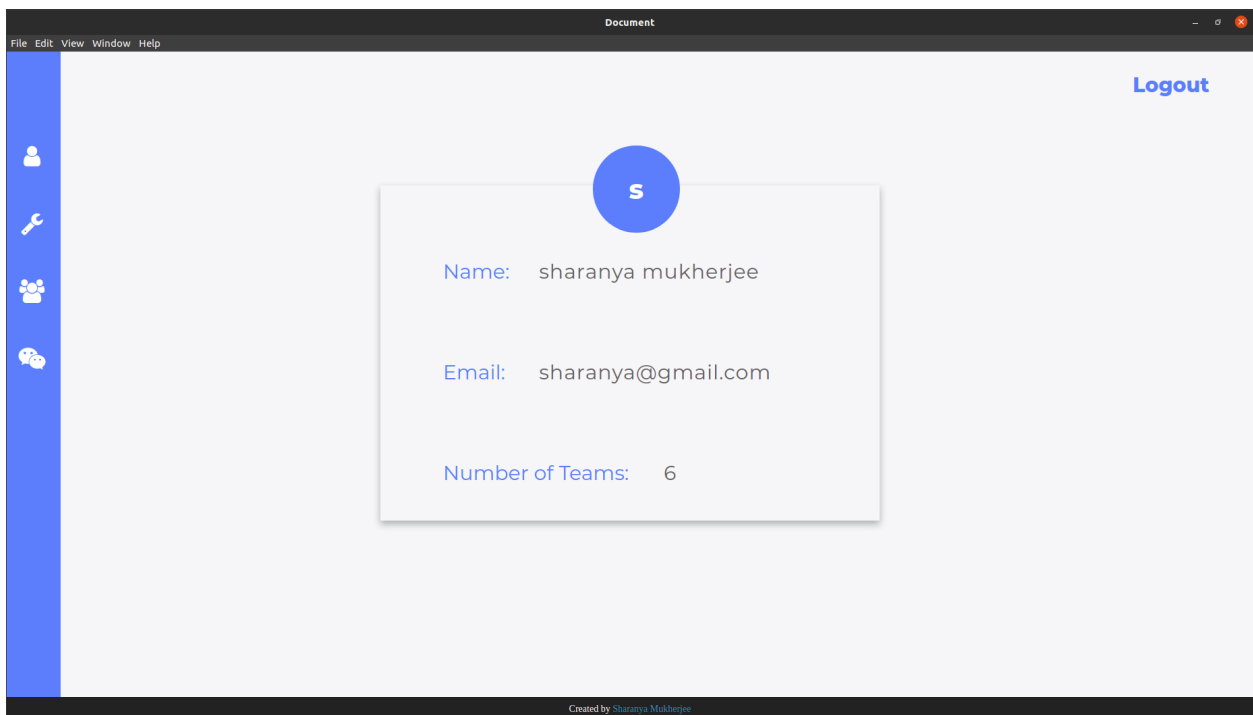 Document
File Edit View Window Help
Logout
s
Name: sharanya mukherjee
Email: sharanya@gmail.com
Number of Teams: 6
Created by Sharanya Mukherjee